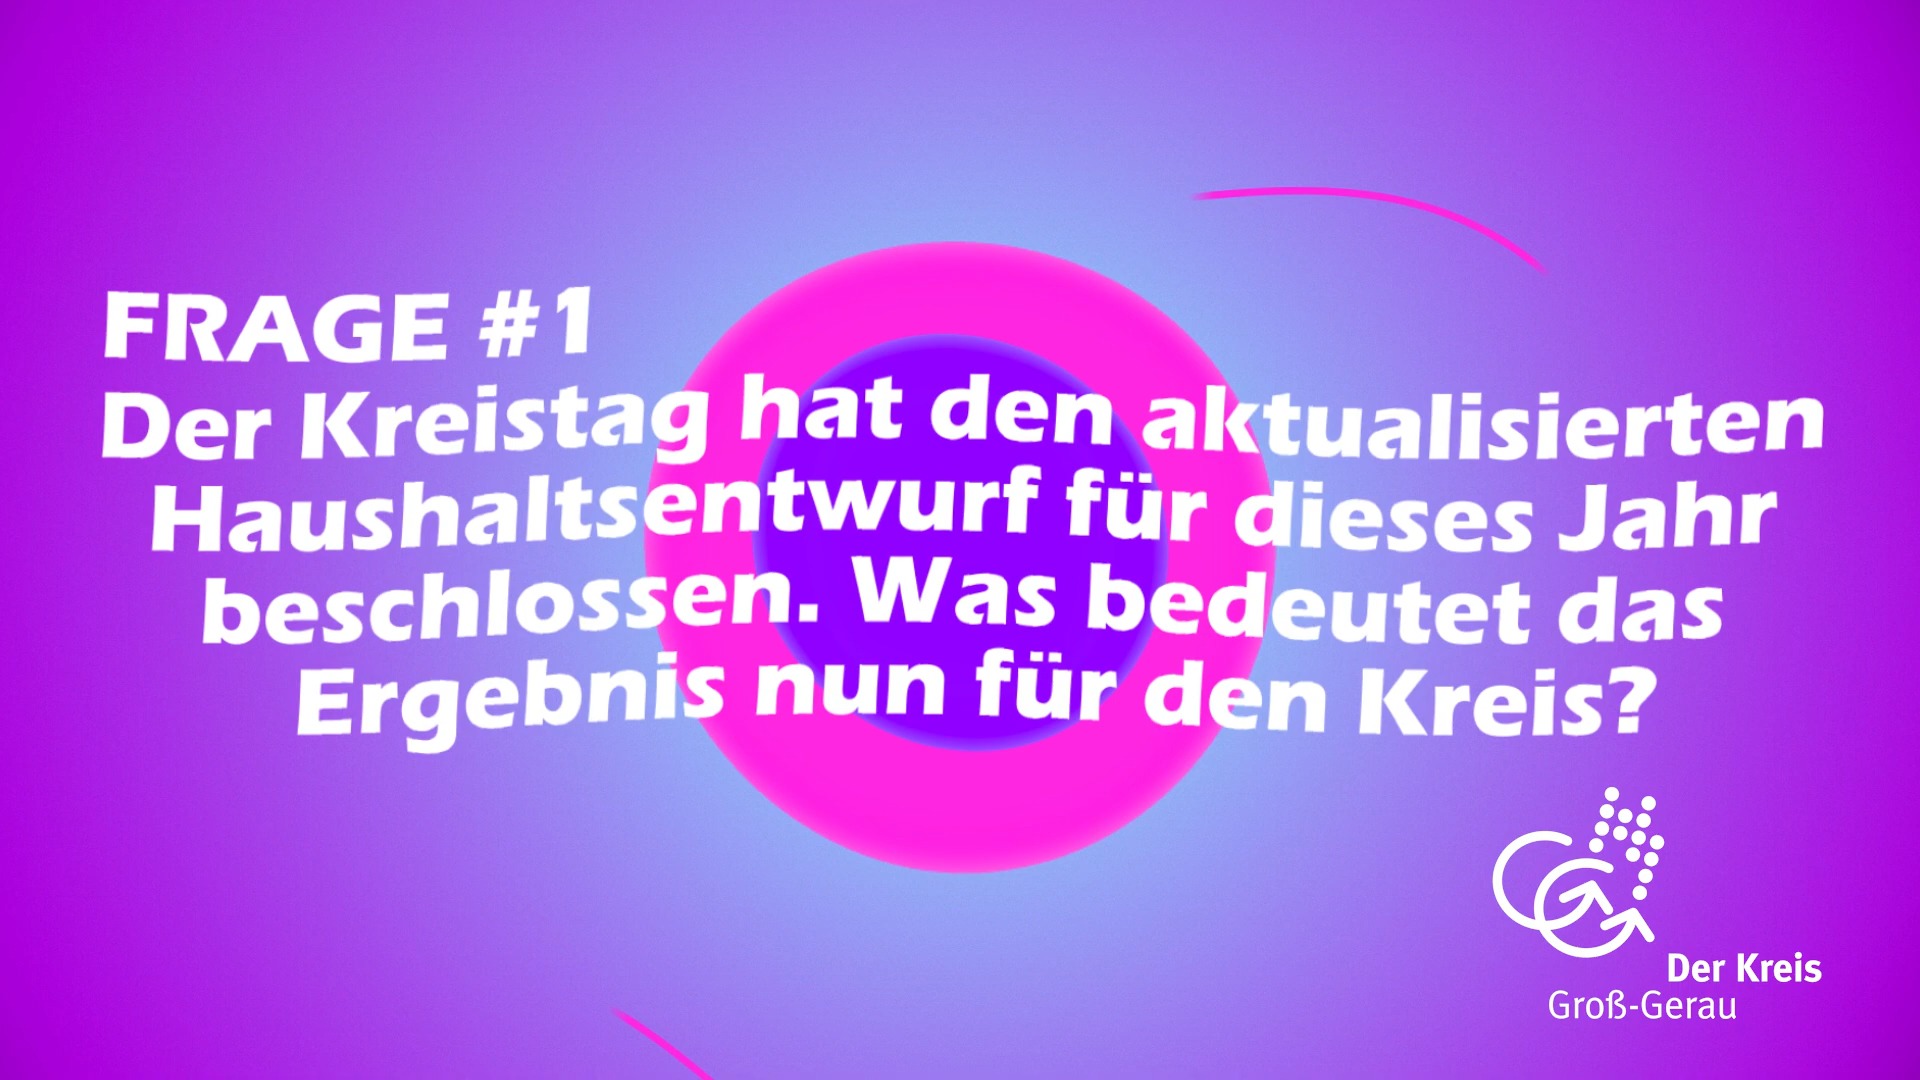 FRAGE #1
Der Kreistag hat den aktualisierten
Haushaltsentwurf für dieses Jahr
beschlossen. Was bedeutet das
Ergebnis nun für den Kreis?
Der Kreis
Groß-Gerau